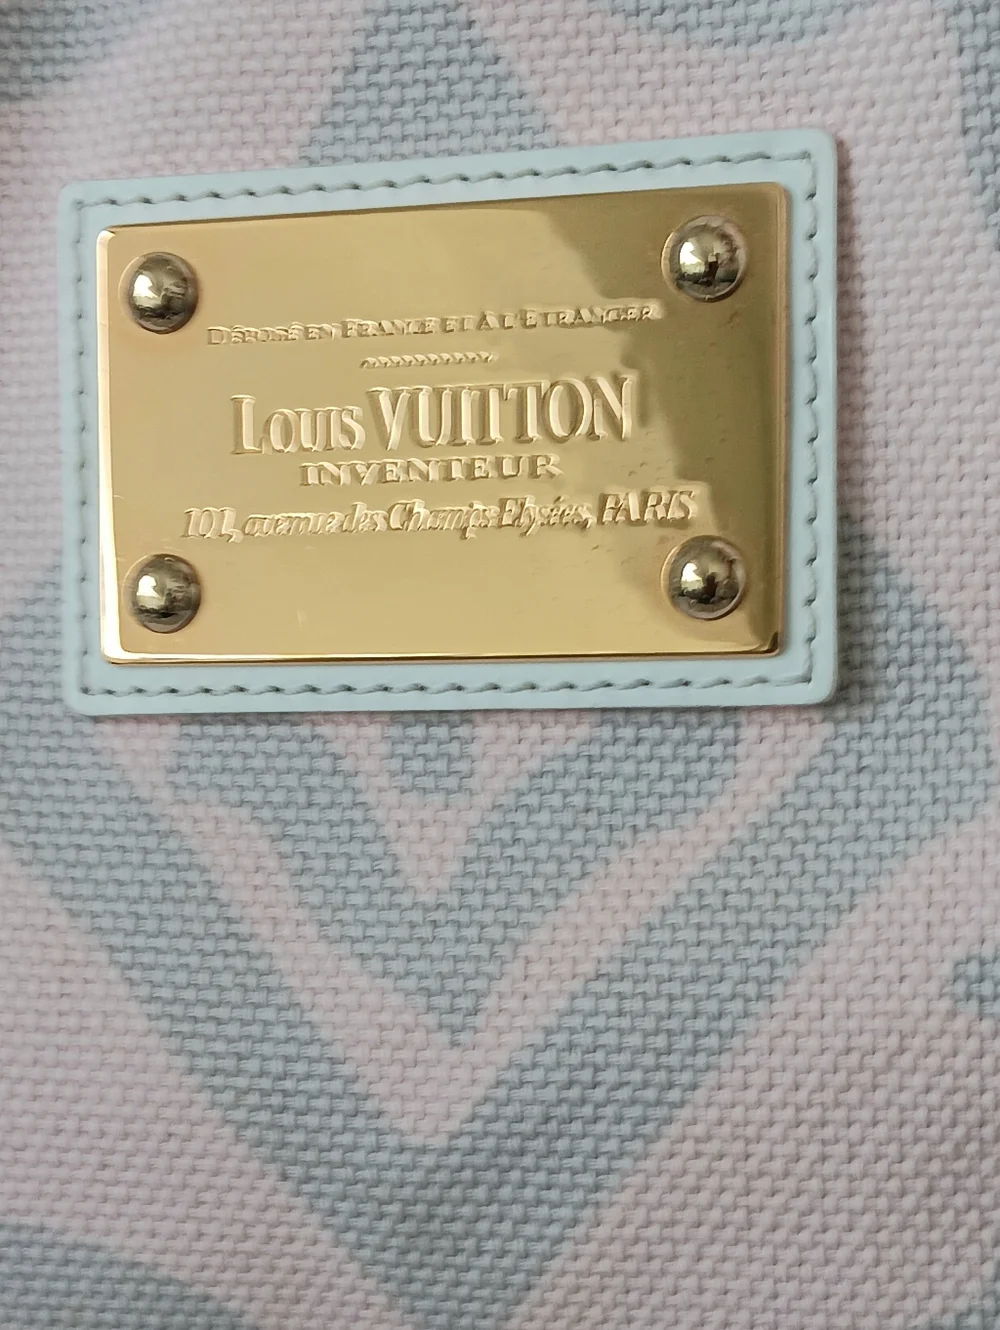 DÉPOSÉ EN FRANCE ET À L'ÉTRANGER
LOUIS VUITTON
INVENTEUR
101, avenue des Champs Elysées, PARIS